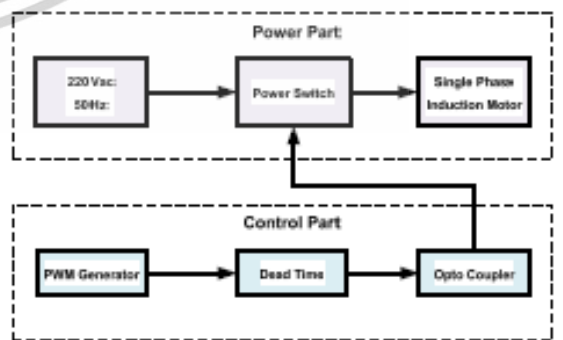 Power Part:
220 Vac:
50Hz:
Power Switch
Single Phase
Induction Motor
Control Part
PWM Generator
Dead Time
Opto Coupler